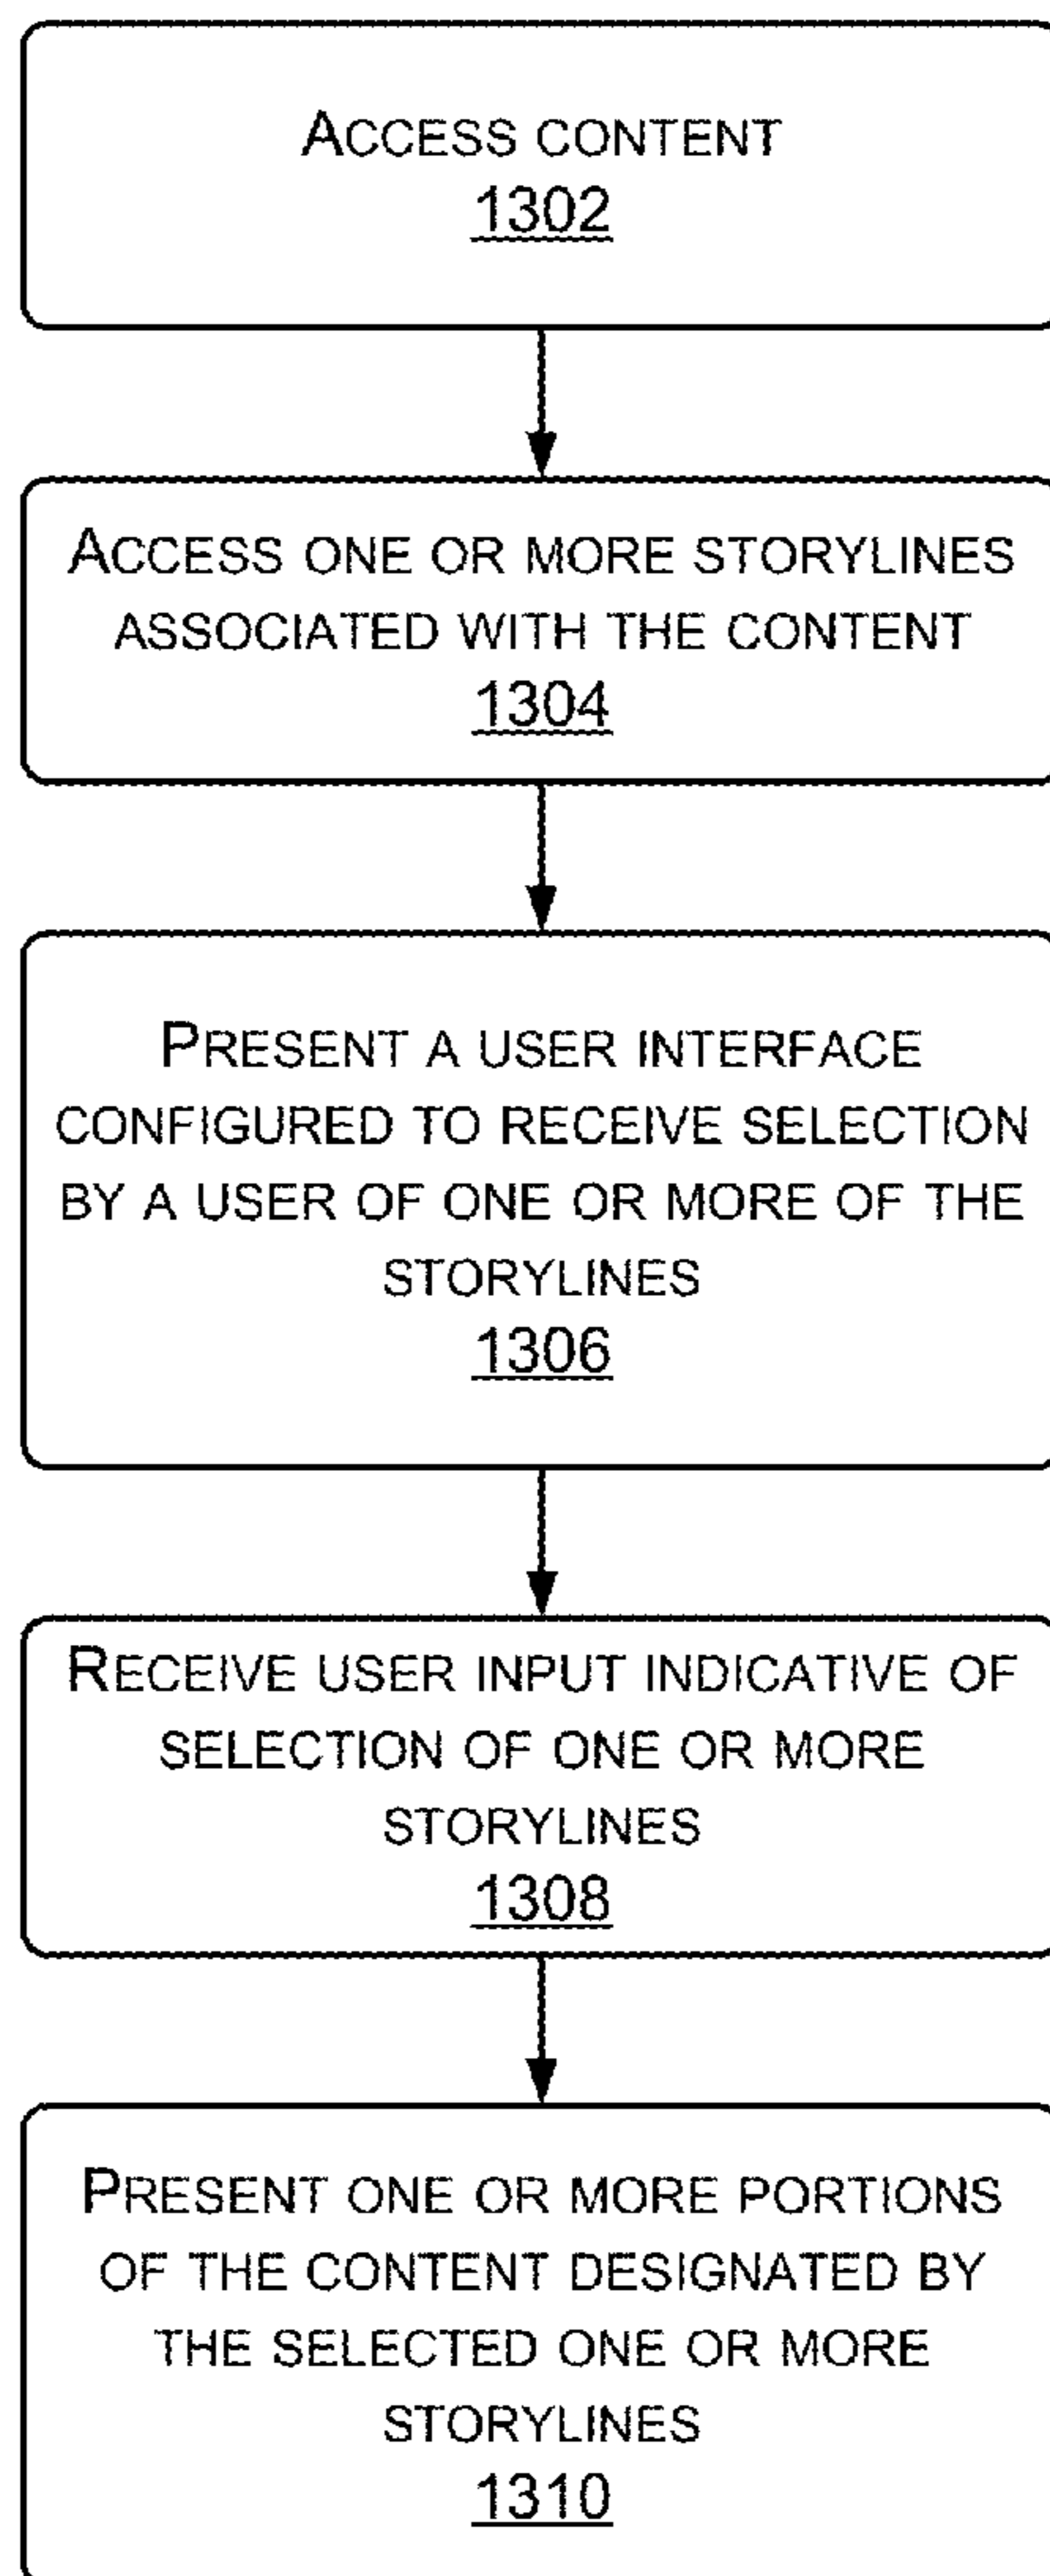 ACCESS CONTENT
1302
ACCESS ONE OR MORE STORYLINES
ASSOCIATED WITH THE CONTENT
1304
PRESENT A USER INTERFACE
CONFIGURED TO RECEIVE SELECTION
BY A USER OF ONE OR MORE OF THE
STORYLINES
1306
RECEIVE USER INPUT INDICATIVE OF
SELECTION OF ONE OR MORE
STORYLINES
1308
PRESENT ONE OR MORE PORTIONS
OF THE CONTENT DESIGNATED BY
THE SELECTED ONE OR MORE
STORYLINES
1310